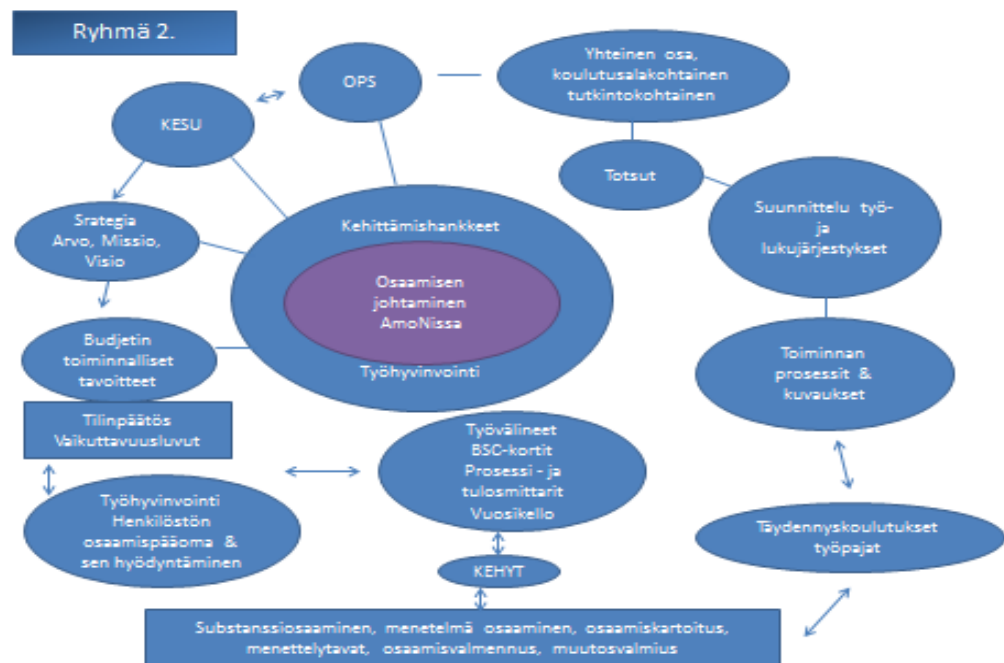 Ryhmä 2.
OPS
Yhteinen osa,
koulutusalakohtainen
tutkintokohtainen
KESU
Totsut
Srategia
Arvo, Missio,
Visio
Kehittämishankkeet
Osaamisen
johtaminen
AmoNissa
Työhyvinvointi
Suunnittelu työ-
ja
lukujärjestykset
Budjetin
toiminnalliset
tavoitteet
Toiminnan
prosessit &
kuvaukset
Tilinpäätös
Vaikuttavuusluvut
Työvälineet
BSC-kortit
Prosessi - ja
tulosmittarit
Vuosikello
Työhyvinvointi
Henkilöstön
osaamispääoma &
sen hyödyntäminen
Täydennyskoulutukset
työpajat
KEHYT
Substanssiosaaminen, menetelmä osaaminen, osaamiskartoitus,
menettelytavat, osaamisvalmennus, muutosvalmius